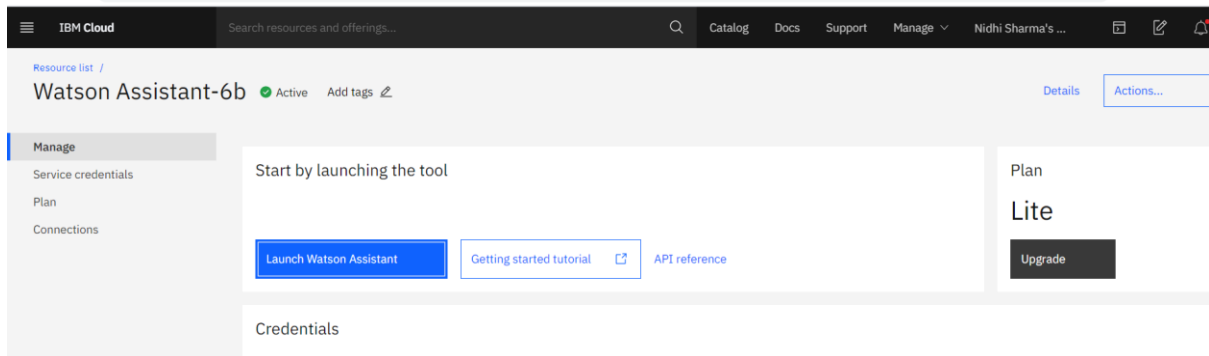 IBM Cloud Search resources and offerings... Catalog Docs Support Manage Nidhi Sharma's ...
Resource list /
Watson Assistant-6b Active Add tags Details Actions...
Manage
Service credentials
Plan
Connections
Start by launching the tool
Launch Watson Assistant Getting started tutorial API reference
Plan
Lite
Upgrade
Credentials